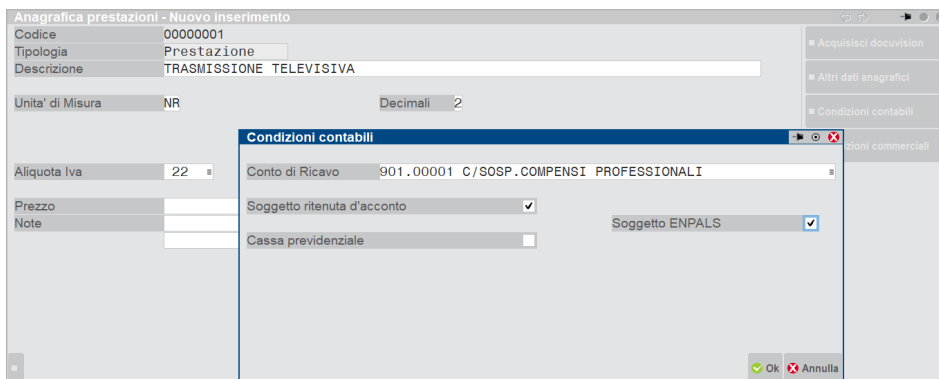 Anagrafica prestazioni - Nuovo inserimento
Codice 00000001
Tipologia Prestazione
Descrizione TRASMISSIONE TELEVISIVA
Unita' di Misura NR Decimali 2
Aliquota Iva 22
Prezzo
Note
Acquisisci docuvision
Altri dati anagrafici
Condizioni contabili
zioni commerciali
Condizioni contabili
Conto di Ricavo 901.00001 C/SOSP.COMPENSI PROFESSIONALI
Soggetto ritenuta d'acconto
Soggetto ENPALS
Cassa previdenziale
Ok Annulla